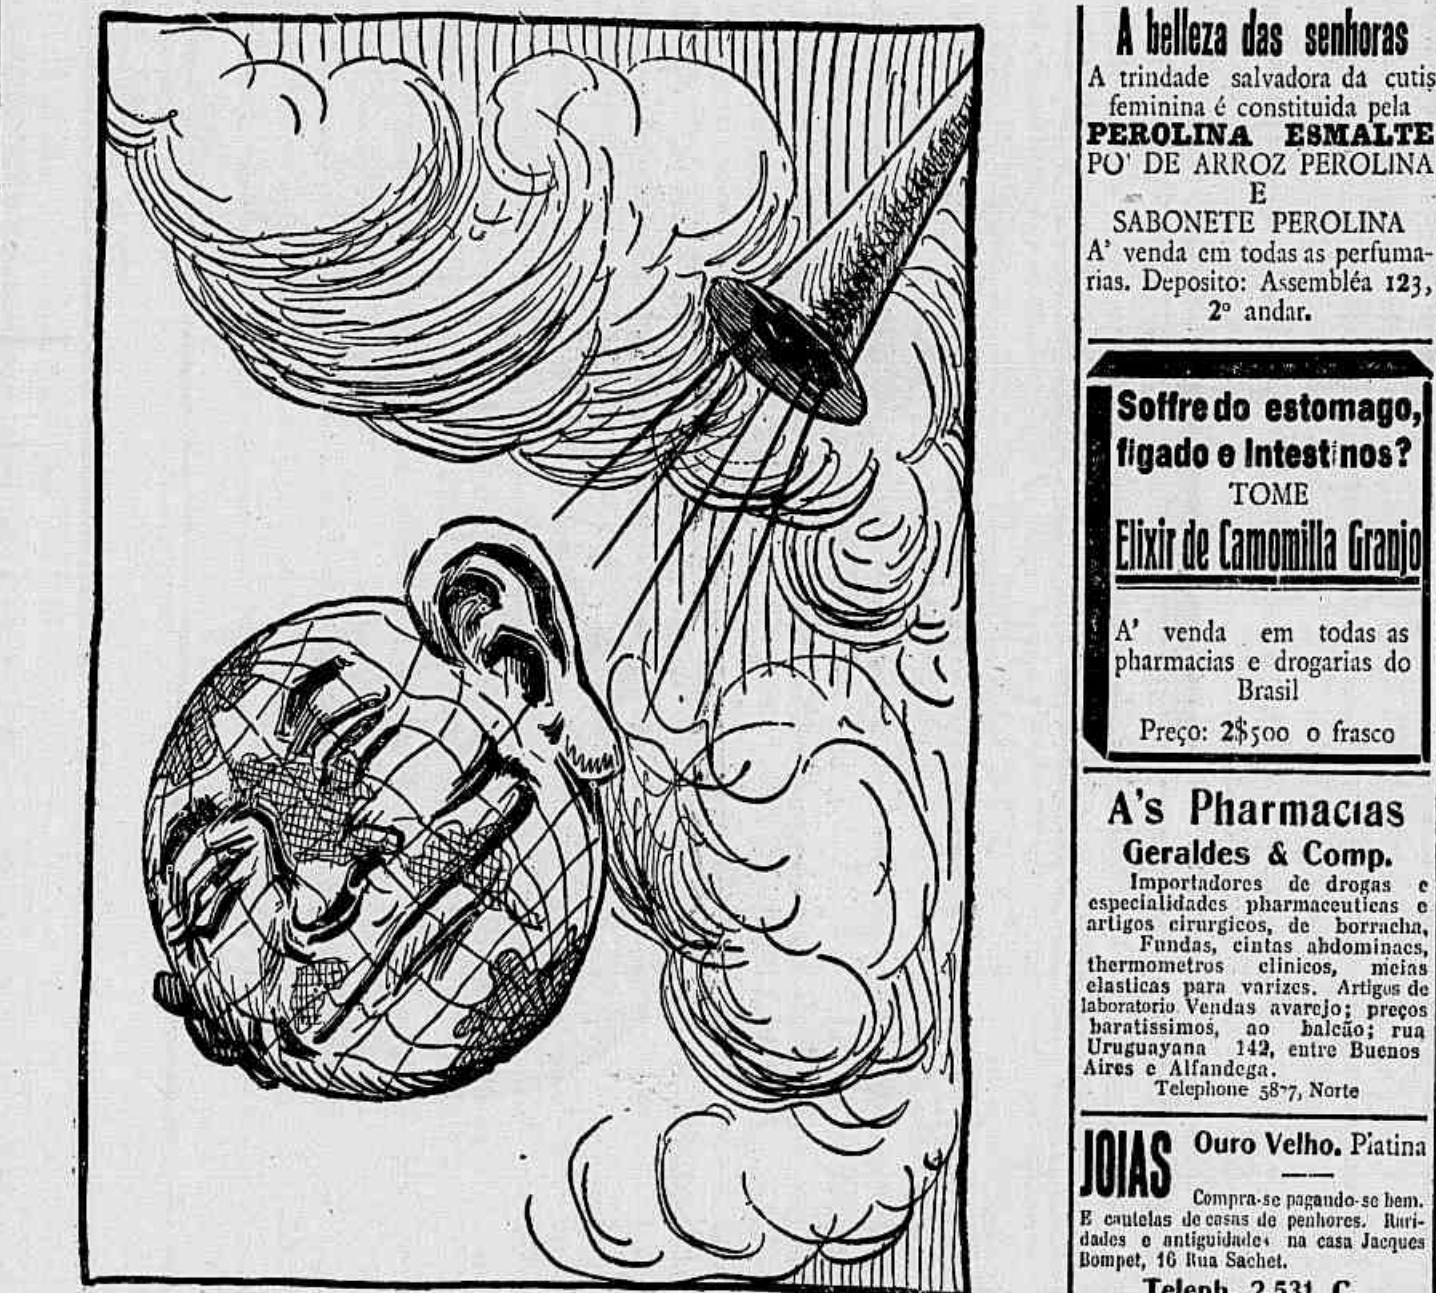 A belleza das senhoras
A trindade salvadora da cutis
feminina é constituida pela
PEROLINA ESMALTE
PO' DE ARROZ PEROLINA
E
SABONETE PEROLINA
A' venda em todas as perfuma-
rias. Deposito: Assembléa 123,
2º andar.
Soffre do estomago,
figado e Intestinos?
TOME
Elixir de Camomilla Granjo
A' venda em todas as
pharmacias e drogarias do
Brasil
Preço: 2$500 o frasco
A's Pharmacias
Geraldes & Comp.
Importadores de drogas e
especialidades pharmaceuticas e
artigos cirurgicos, de borracha,
Fundas, cintas abdominaes,
thermometros clinicos, meias
elasticas para varizes. Artigos de
laboratorio Vendas a varejo; preços
baratissimos, ao balcão; rua
Uruguayana 142, entre Buenos
Aires e Alfandega.
Telephone 5877, Norte
JOIAS Ouro Velho. Platina
Compra-se pagando-se bem.
E cautelas de casas de penhores. Rari-
dades e antiguidades na casa Jacques
Bompet, 16 Rua Sachet.
Teleph. 2.531 C.